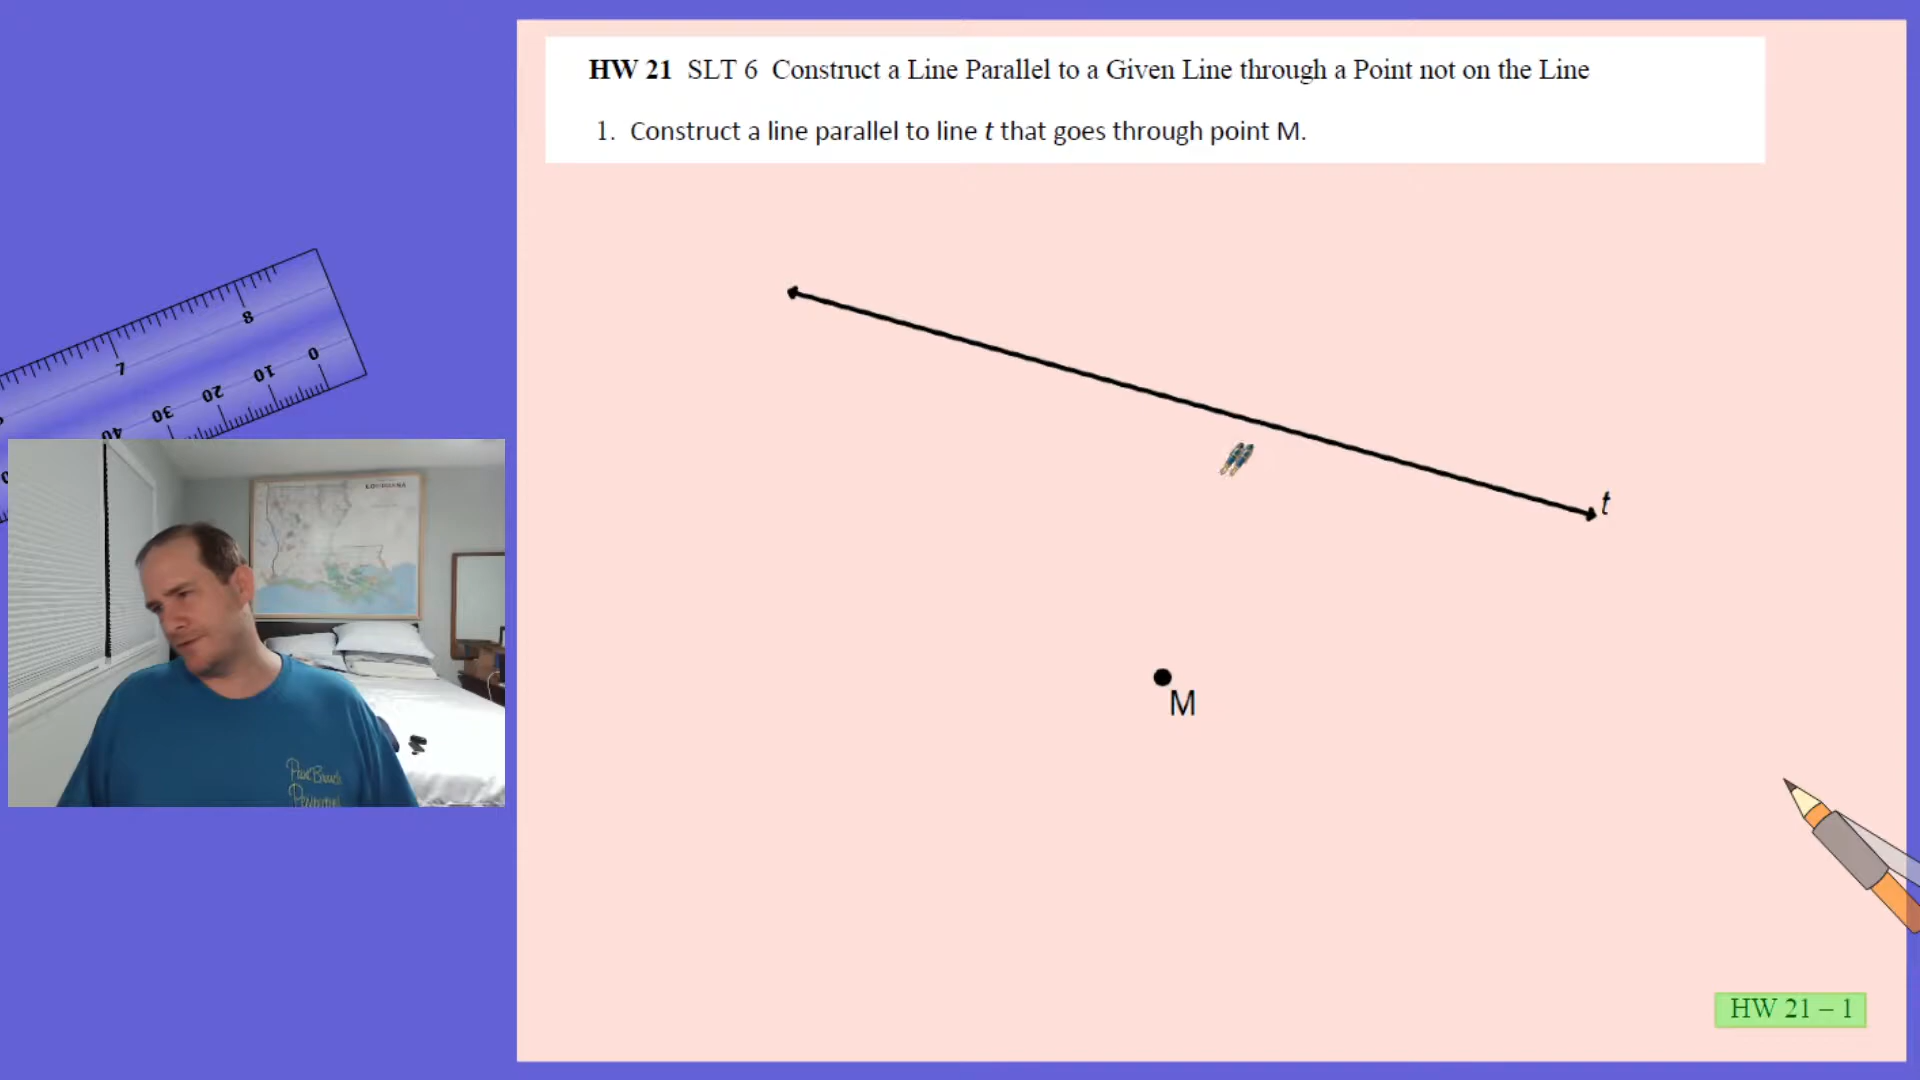 HW 21 SLT 6 Construct a Line Parallel to a Given Line through a Point not on the Line
1. Construct a line parallel to line t that goes through point M.
8
7
0
10
20
30
40
LOUISIANA
t
M
HW 21 – 1